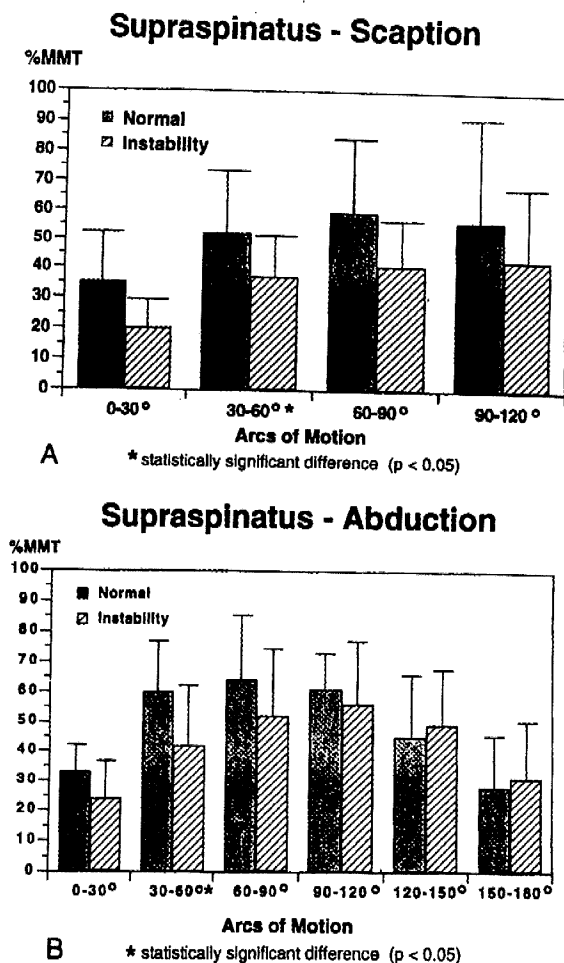 Supraspinatus - Scaption
%MMT
100
90
80
70
60
50
40
30
20
10
0
Normal
Instability
0-30° 30-60°* 60-90° 90-120°
Arcs of Motion
A
* statistically significant difference (p < 0.05)
Supraspinatus - Abduction
%MMT
100
90
80
70
60
50
40
30
20
10
0
Normal
Instability
0-30° 30-60°* 60-90° 90-120° 120-150° 150-180°
Arcs of Motion
B
* statistically significant difference (p < 0.05)